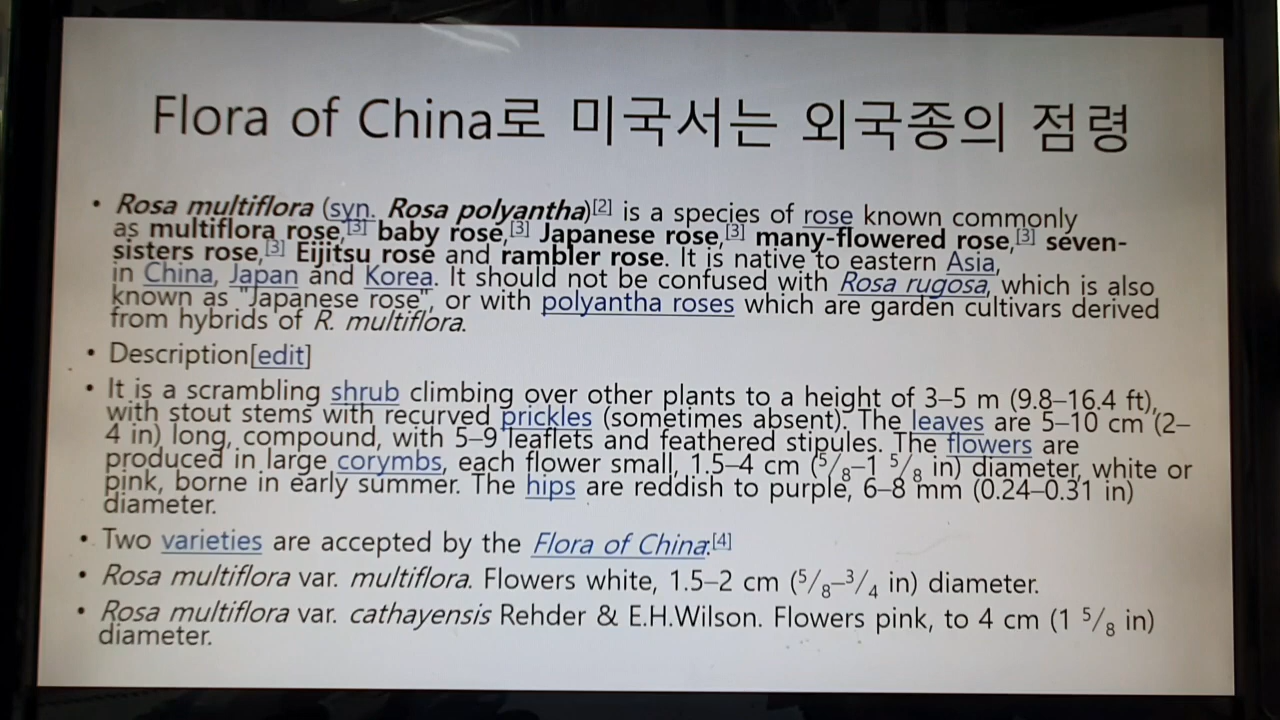 Flora of China로 미국서는 외국종의 점령
• Rosa multiflora (syn. Rosa polyantha)[2] is a species of rose known commonly
as multiflora rose,[3] baby rose,[3] Japanese rose,[3] many-flowered rose,[3] seven-
sisters rose,[3] Eijitsu rose and rambler rose. It is native to eastern Asia,
in China, Japan and Korea. It should not be confused with Rosa rugosa, which is also
known as "Japanese rose", or with polyantha roses which are garden cultivars derived
from hybrids of R. multiflora.
• Description[edit]
• It is a scrambling shrub climbing over other plants to a height of 3–5 m (9.8–16.4 ft),
with stout stems with recurved prickles (sometimes absent). The leaves are 5–10 cm (2–
4 in) long, compound, with 5–9 leaflets and feathered stipules. The flowers are
produced in large corymbs, each flower small, 1.5–4 cm (5/8–1 5/8 in) diameter, white or
pink, borne in early summer. The hips are reddish to purple, 6–8 mm (0.24–0.31 in)
diameter.
• Two varieties are accepted by the Flora of China:[4]
• Rosa multiflora var. multiflora. Flowers white, 1.5–2 cm (5/8–3/4 in) diameter.
• Rosa multiflora var. cathayensis Rehder & E.H.Wilson. Flowers pink, to 4 cm (1 5/8 in)
diameter.